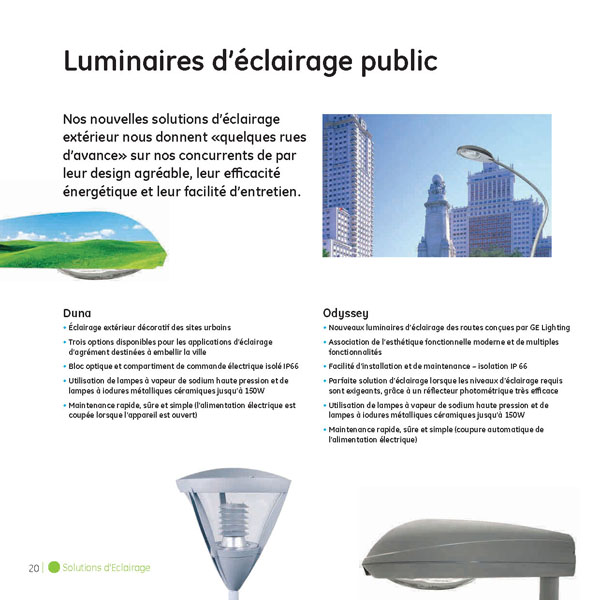 Luminaires d'éclairage public
Nos nouvelles solutions d'éclairage
extérieur nous donnent «quelques rues
d'avance» sur nos concurrents de par
leur design agréable, leur efficacité
énergétique et leur facilité d'entretien.
Duna
• Éclairage extérieur décoratif des sites urbains
• Trois options disponibles pour les applications d'éclairage
d'agrément destinées à embellir la ville
• Bloc optique et compartiment de commande électrique isolé IP66
• Utilisation de lampes à vapeur de sodium haute pression et de
lampes à iodures métalliques céramiques jusqu'à 150W
• Maintenance rapide, sûre et simple (l'alimentation électrique est
coupée lorsque l'appareil est ouvert)
Odyssey
• Nouveaux luminaires d'éclairage des routes conçues par GE Lighting
• Association de l'esthétique fonctionnelle moderne et de multiples
fonctionnalités
• Facilité d'installation et de maintenance – isolation IP 66
• Parfaite solution d'éclairage lorsque les niveaux d'éclairage requis
sont exigeants, grâce à un réflecteur photométrique très efficace
• Utilisation de lampes à vapeur de sodium haute pression et de
lampes à iodures métalliques céramiques jusqu'à 150W
• Maintenance rapide, sûre et simple (coupure automatique de
l'alimentation électrique)
20 | Solutions d'Eclairage